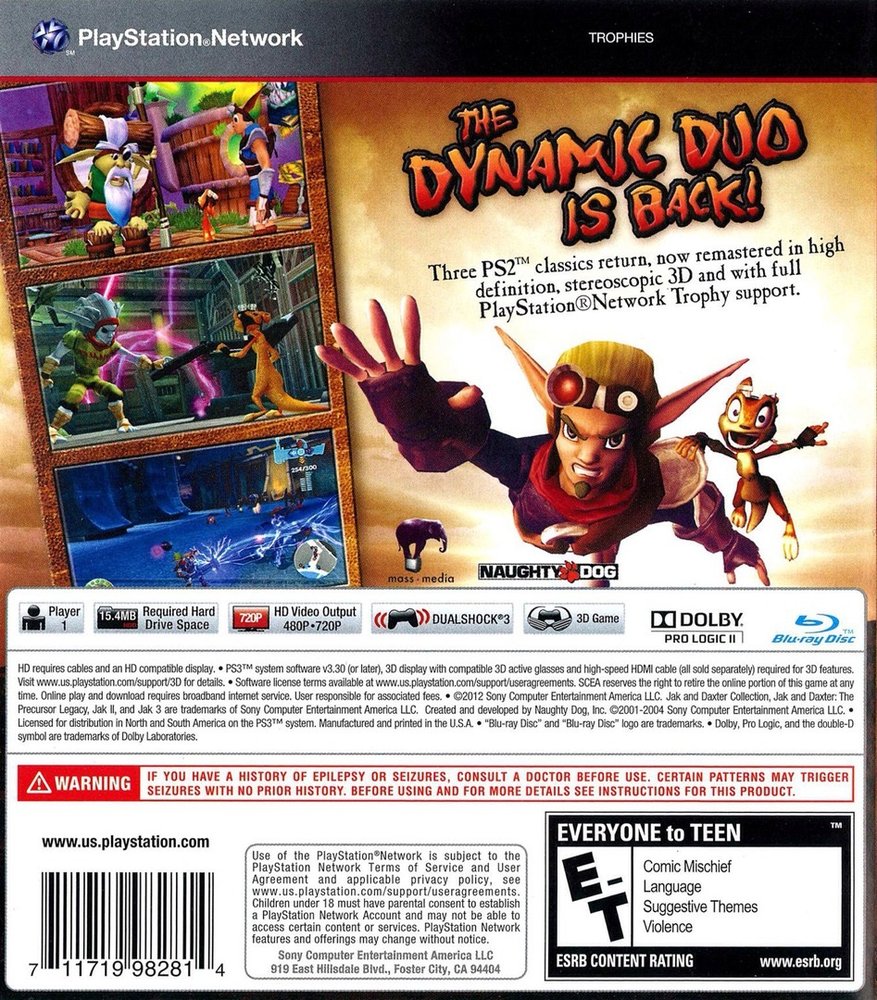 PlayStation®Network
SM
TROPHIES
THE
DYNAMIC DUO
IS BACK!
Three PS2™ classics return, now remastered in high
definition, stereoscopic 3D and with full
PlayStation®Network Trophy support.
254/200
mass·media
NAUGHTY DOG
Player
1
15.4MB
Required Hard
Drive Space
720P
HD Video Output
480P•720P
DUALSHOCK®3
3D Game
DOLBY
PRO LOGIC II
Blu-ray Disc™
HD requires cables and an HD compatible display. • PS3™ system software v3.30 (or later), 3D display with compatible 3D active glasses and high-speed HDMI cable (all sold separately) required for 3D features.
Visit www.us.playstation.com/support/3D for details. • Software license terms available at www.us.playstation.com/support/useragreements. SCEA reserves the right to retire the online portion of this game at any
time. Online play and download requires broadband internet service. User responsible for associated fees. • ©2012 Sony Computer Entertainment America LLC. Jak and Daxter Collection, Jak and Daxter: The
Precursor Legacy, Jak II, and Jak 3 are trademarks of Sony Computer Entertainment America LLC. Created and developed by Naughty Dog, Inc. ©2001-2004 Sony Computer Entertainment America LLC. •
Licensed for distribution in North and South America on the PS3™ system. Manufactured and printed in the U.S.A. • "Blu-ray Disc" and "Blu-ray Disc" logo are trademarks. • Dolby, Pro Logic, and the double-D
symbol are trademarks of Dolby Laboratories.
WARNING
IF YOU HAVE A HISTORY OF EPILEPSY OR SEIZURES, CONSULT A DOCTOR BEFORE USE. CERTAIN PATTERNS MAY TRIGGER
SEIZURES WITH NO PRIOR HISTORY. BEFORE USING AND FOR MORE DETAILS SEE INSTRUCTIONS FOR THIS PRODUCT.
www.us.playstation.com
7 11719 98281 4
Use of the PlayStation®Network is subject to the
PlayStation Network Terms of Service and User
Agreement and applicable privacy policy, see
www.us.playstation.com/support/useragreements.
Children under 18 must have parental consent to establish
a PlayStation Network Account and may not be able to
access certain content or services. PlayStation Network
features and offerings may change without notice.
Sony Computer Entertainment America LLC
919 East Hillsdale Blvd., Foster City, CA 94404
EVERYONE to TEEN
™
E-T
Comic Mischief
Language
Suggestive Themes
Violence
ESRB CONTENT RATING
www.esrb.org